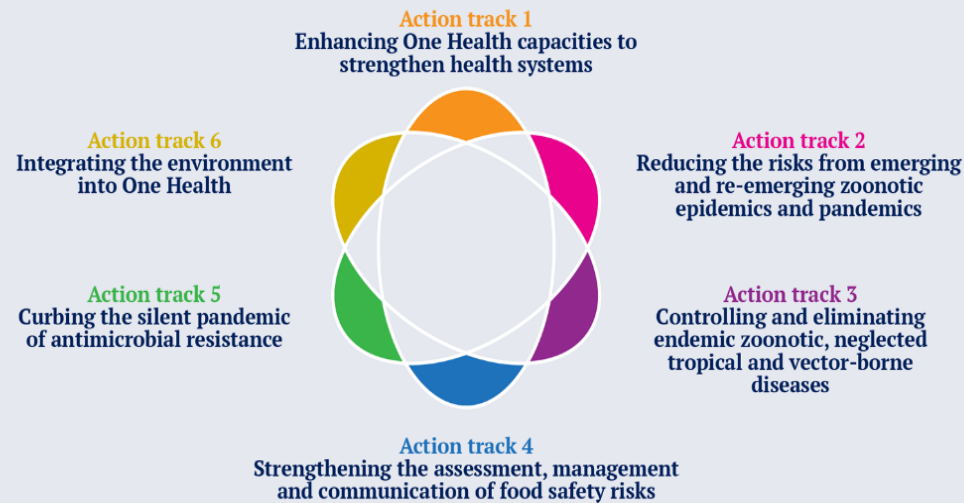 Action track 1
Enhancing One Health capacities to
strengthen health systems
Action track 2
Reducing the risks from emerging
and re-emerging zoonotic
epidemics and pandemics
Action track 3
Controlling and eliminating
endemic zoonotic, neglected
tropical and vector-borne
diseases
Action track 4
Strengthening the assessment, management
and communication of food safety risks
Action track 5
Curbing the silent pandemic
of antimicrobial resistance
Action track 6
Integrating the environment
into One Health